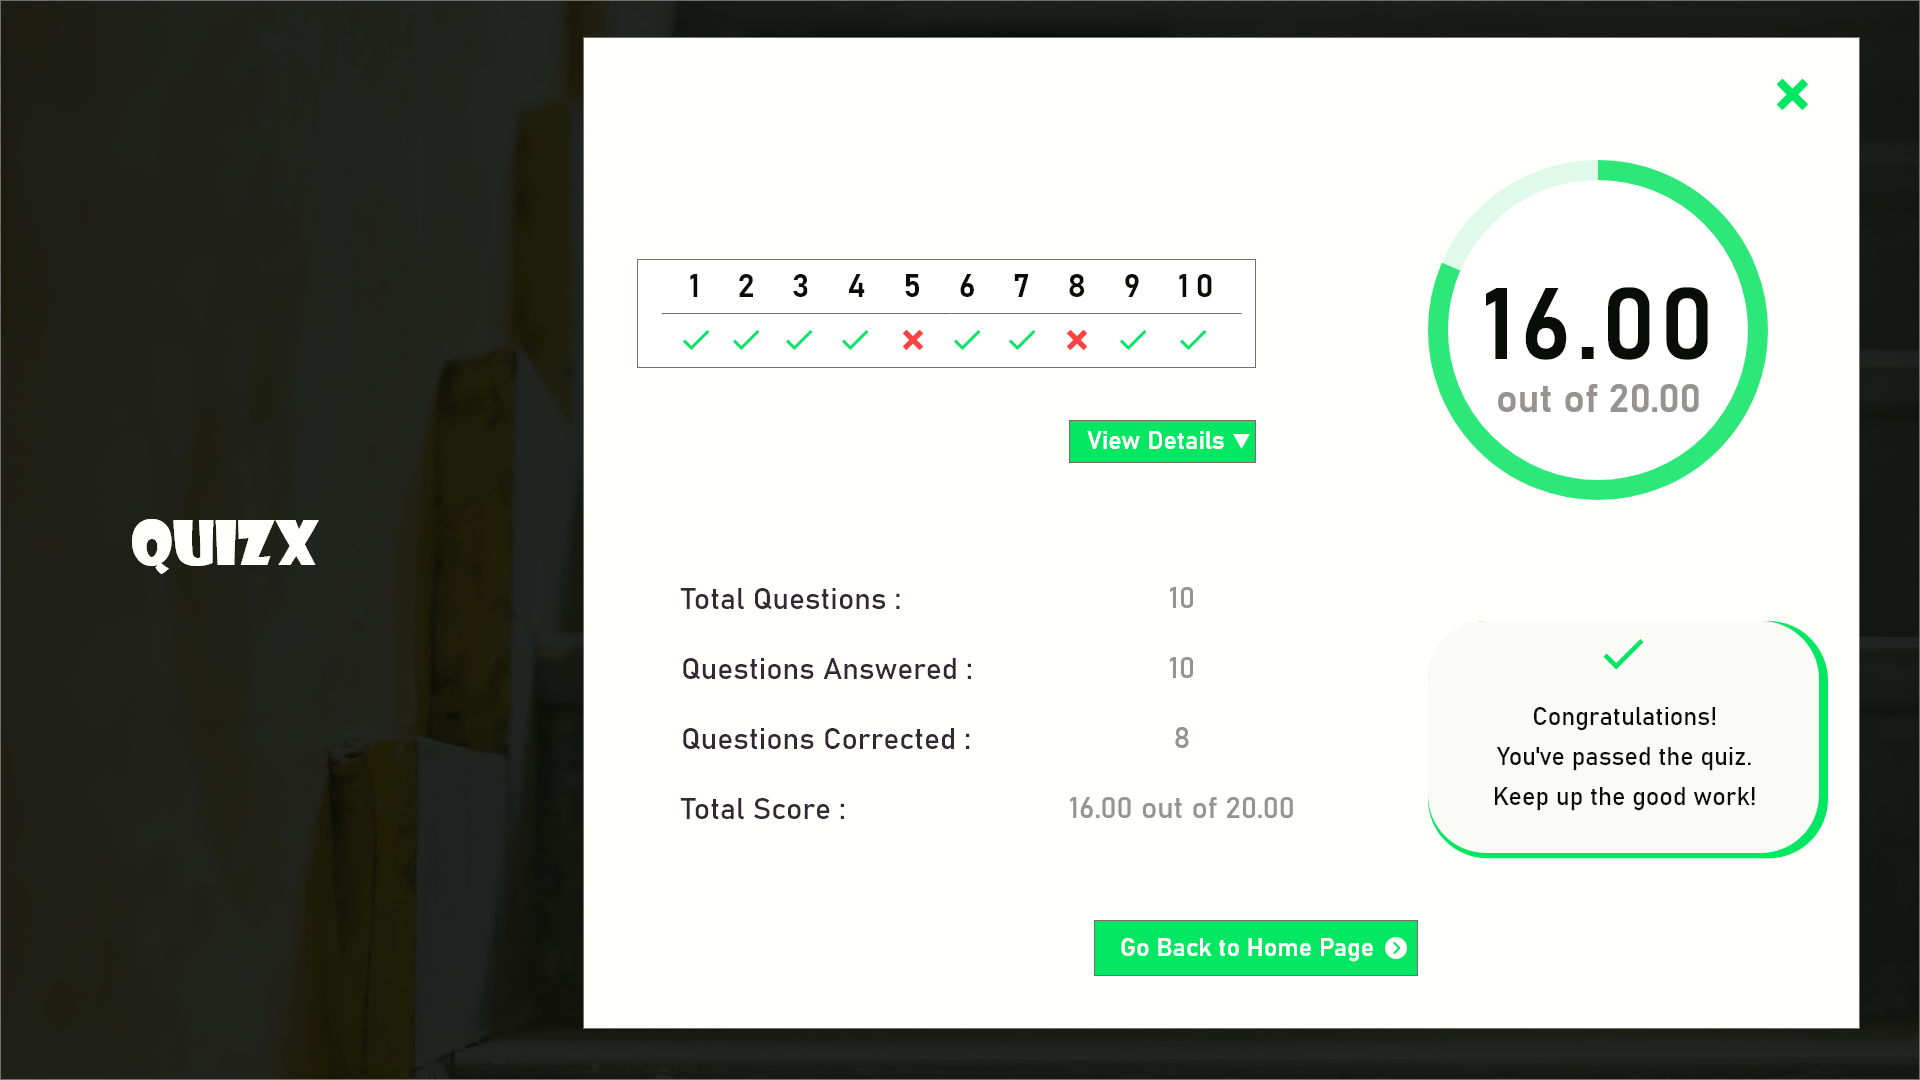 QUIZX
1 2 3 4 5 6 7 8 9 10
View Details
16.00
out of 20.00
Total Questions : 10
Questions Answered : 10
Questions Corrected : 8
Total Score : 16.00 out of 20.00
Congratulations!
You've passed the quiz.
Keep up the good work!
Go Back to Home Page